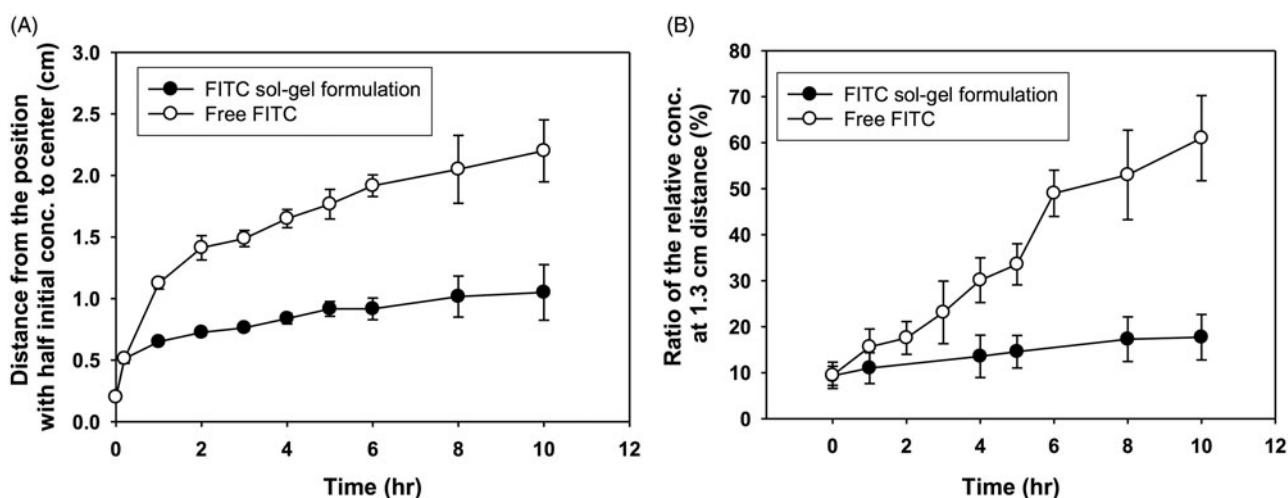 (A)
Distance from the position
with half initial conc. to center (cm)
3.0
2.5
2.0
1.5
1.0
0.5
0.0
FITC sol-gel formulation
Free FITC
0 2 4 6 8 10 12
Time (hr)
(B)
Ratio of the relative conc.
at 1.3 cm distance (%)
80
70
60
50
40
30
20
10
0
FITC sol-gel formulation
Free FITC
0 2 4 6 8 10 12
Time (hr)